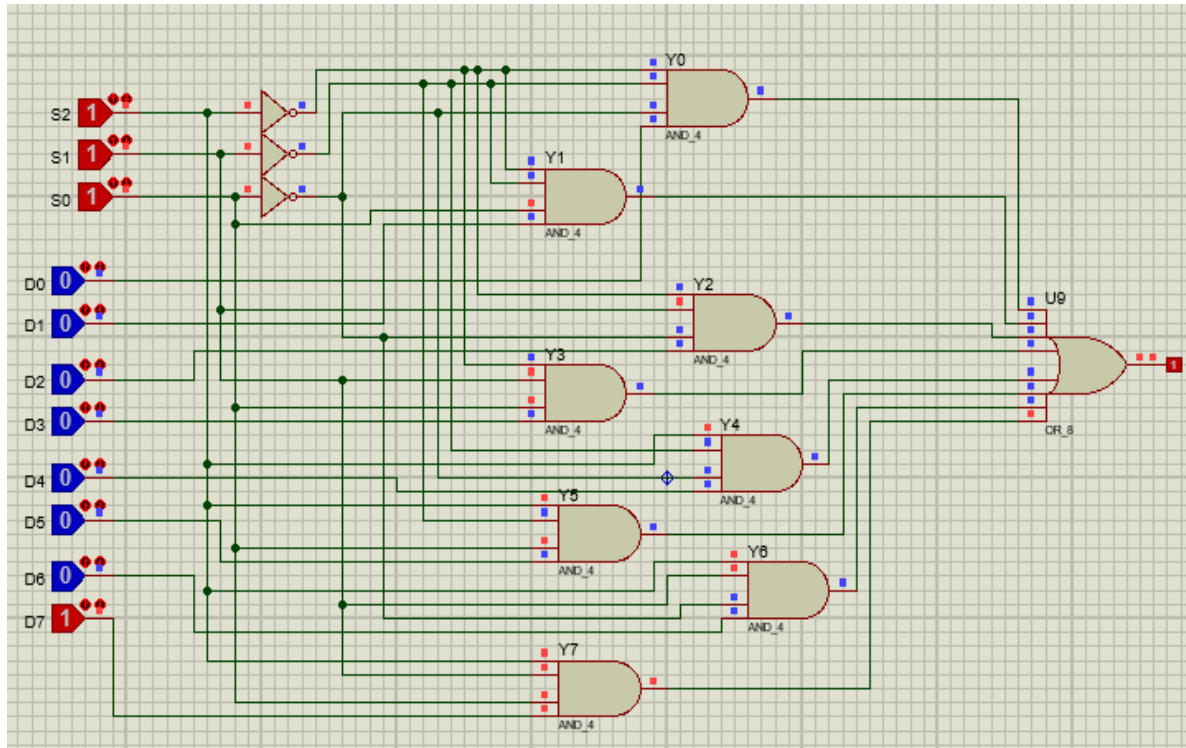 Y0
S2 1
AND_4
S1 1
Y1
S0 1
AND_4
D0 0
Y2
U9
D1 0
Y3
AND_4
D2 0
1
D3 0
AND_4
Y4
OR_8
D4 0
Y5
AND_4
D5 0
Y6
AND_4
D6 0
D7 1
AND_4
Y7
AND_4